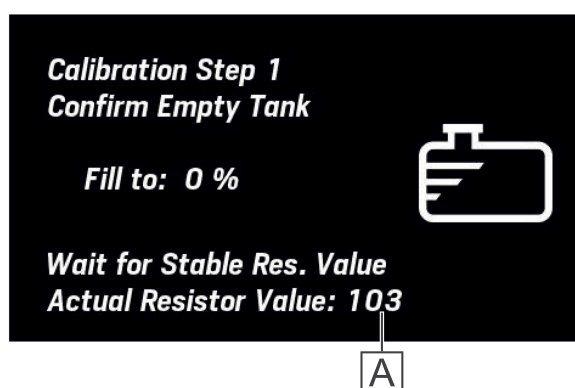 Calibration Step 1
Confirm Empty Tank
Fill to: 0 %
Wait for Stable Res. Value
Actual Resistor Value: 103
A